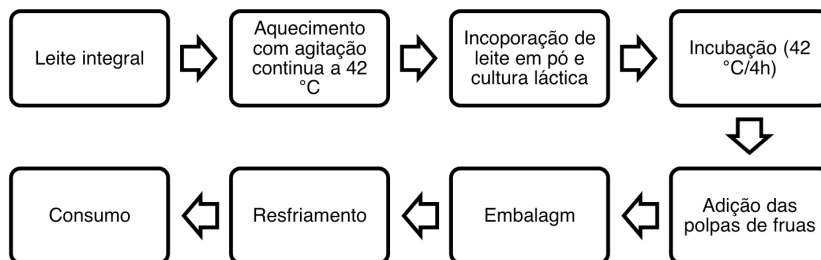 Leite integral
Aquecimento
com agitação
continua a 42
°C
Incoporação de
leite em pó e
cultura láctica
Incubação (42
°C/4h)
Adição das
polpas de fruas
Embalagm
Resfriamento
Consumo